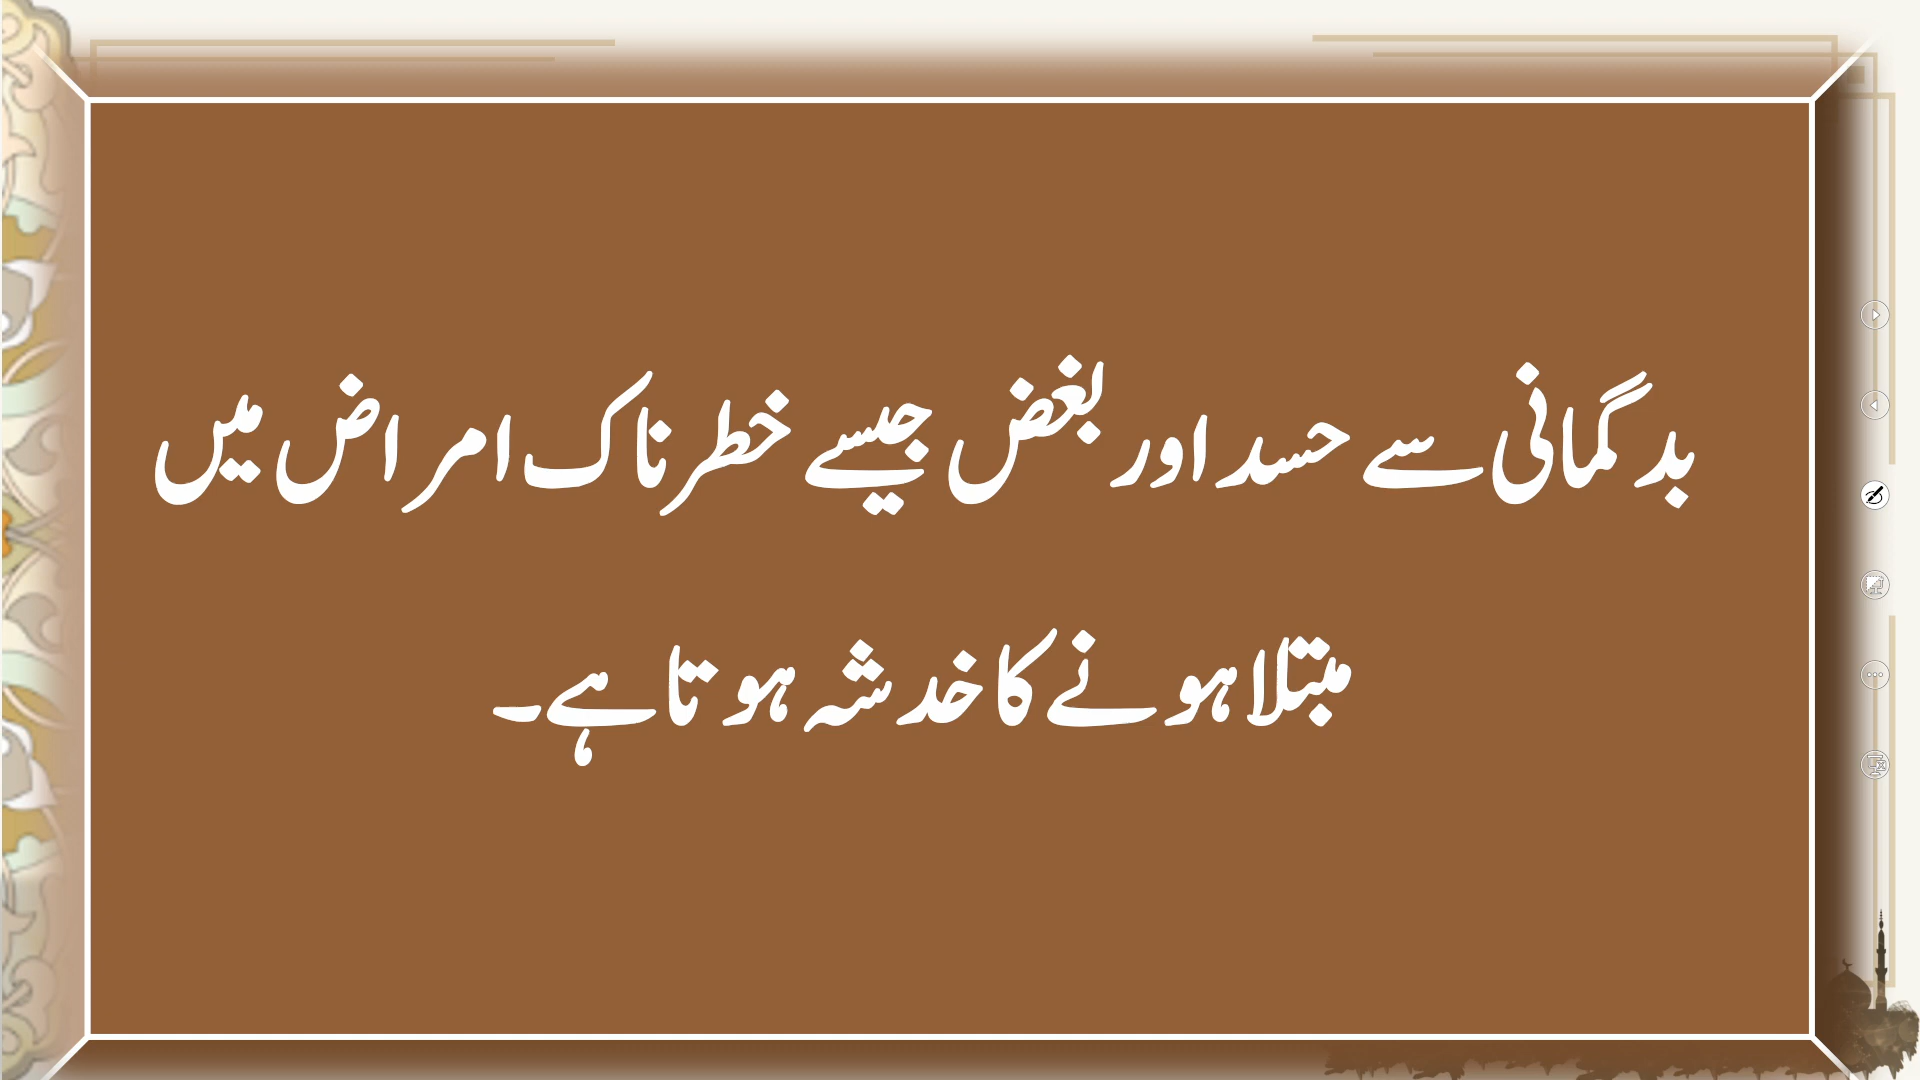 بدگمانی سے حسد اور بغض جیسے خطرناک امراض میں
مبتلا ہونے کا خدشہ ہوتا ہے۔